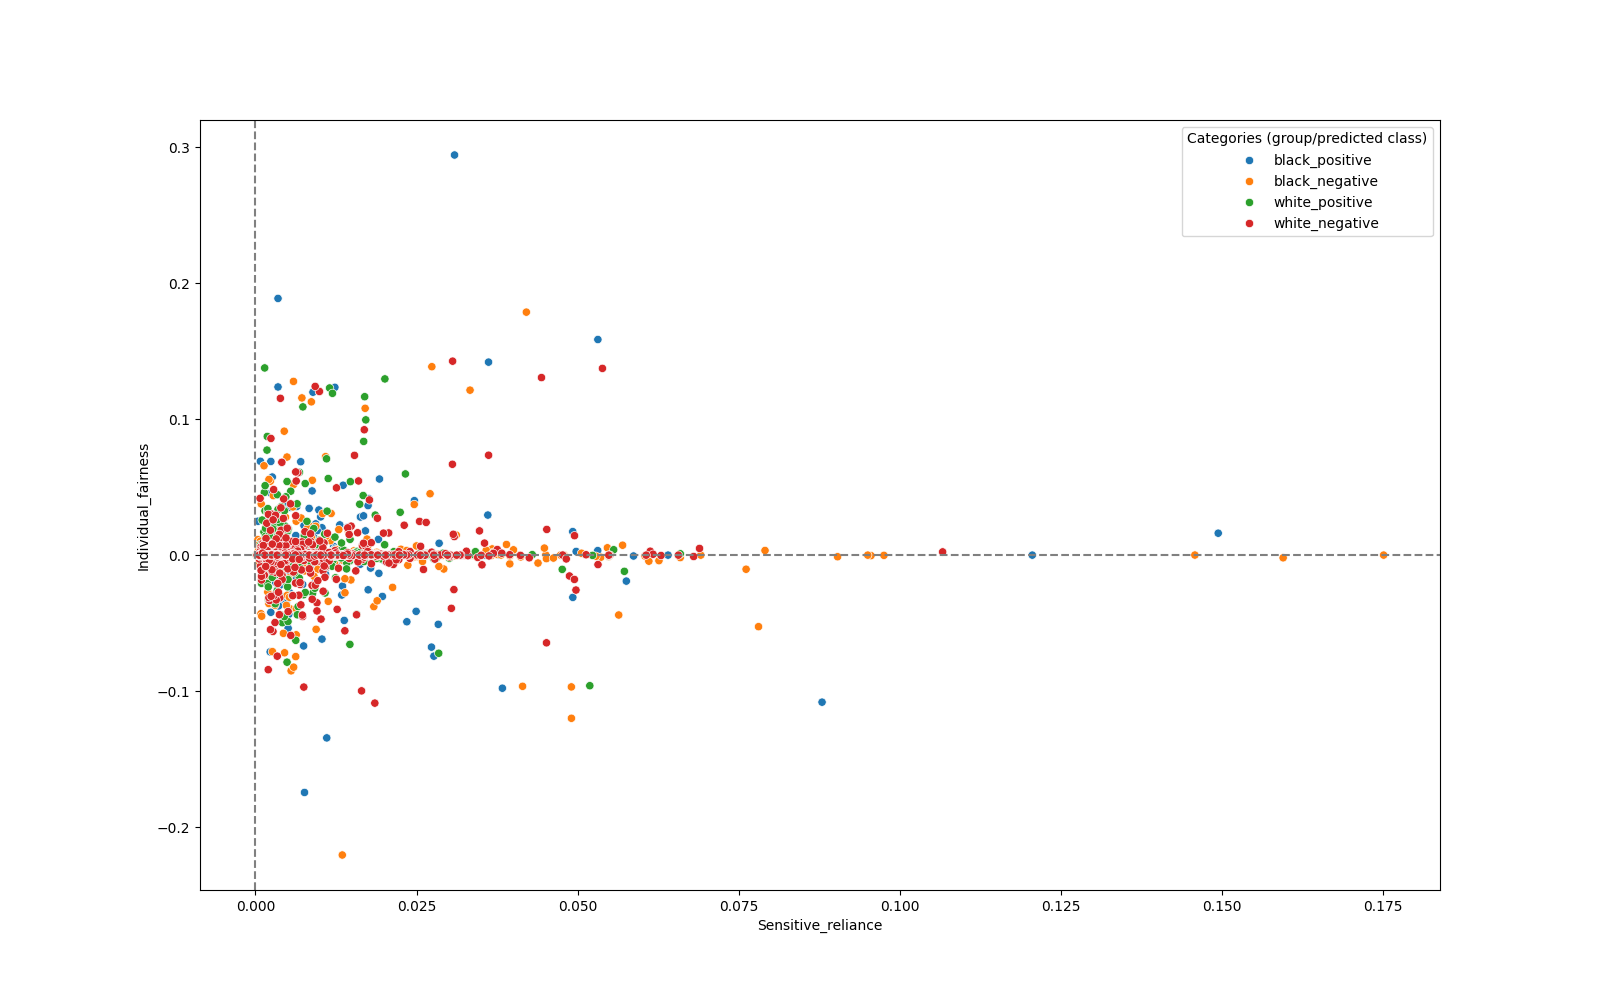 Categories (group/predicted class)
black_positive
black_negative
white_positive
white_negative
0.3
0.2
0.1
0.0
−0.1
−0.2
Individual_fairness
0.000
0.025
0.050
0.075
0.100
0.125
0.150
0.175
Sensitive_reliance